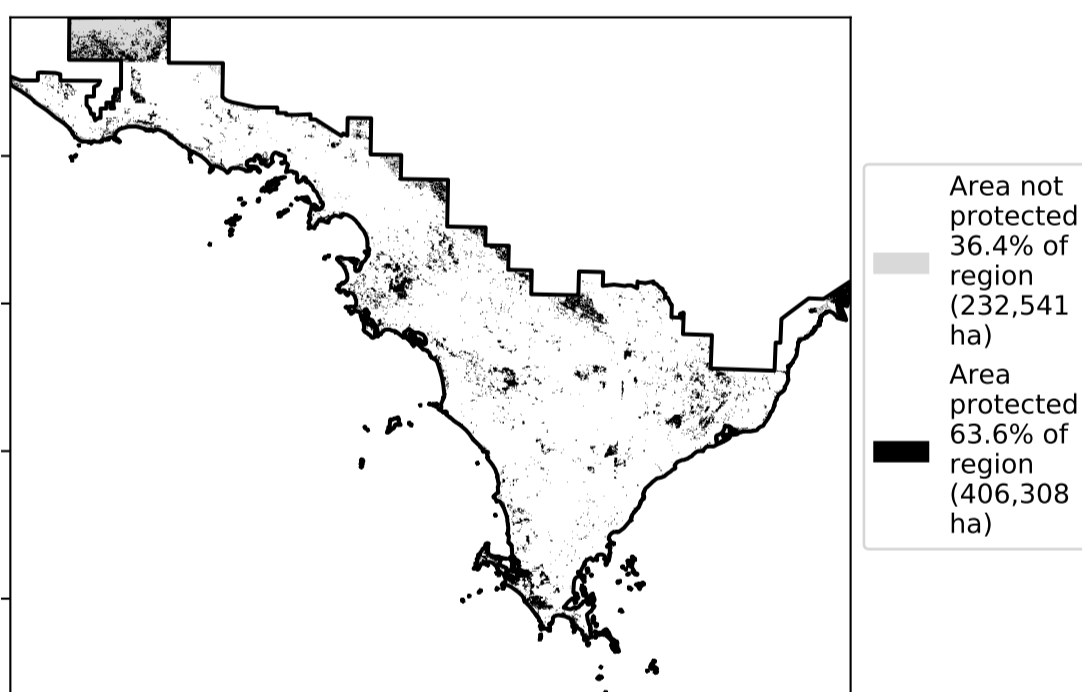 Area not
protected
36.4% of
region
(232,541
ha)
Area
protected
63.6% of
region
(406,308
ha)